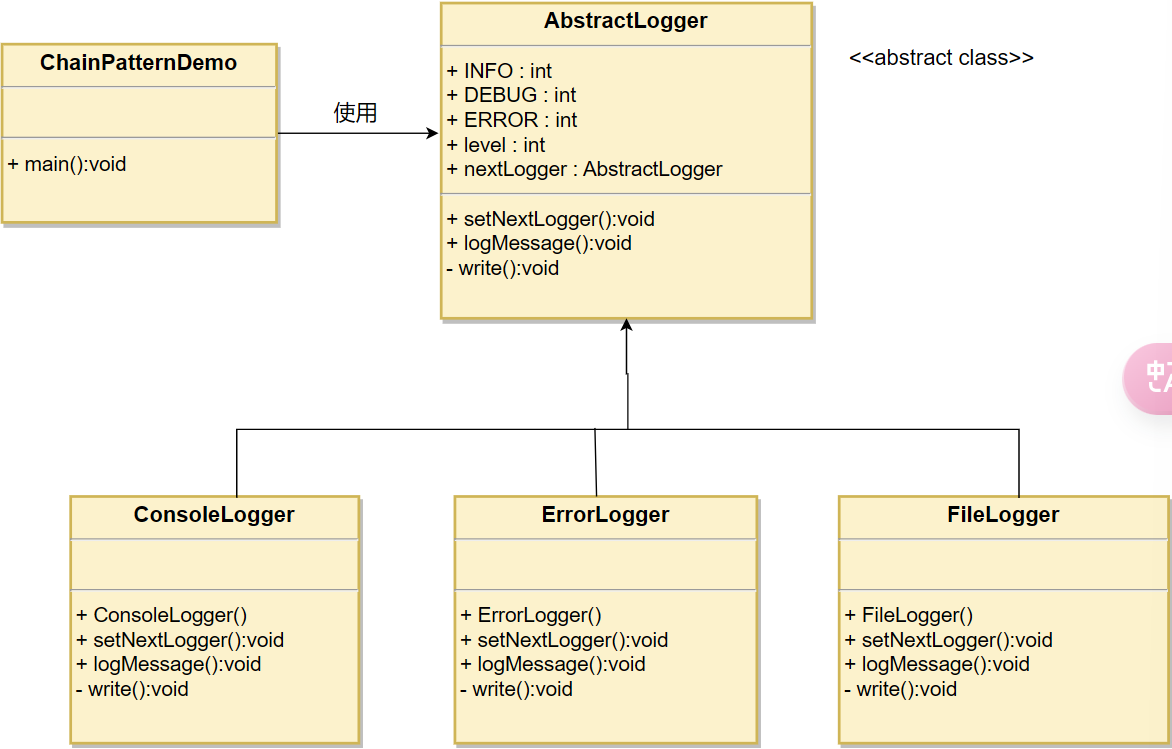 ChainPatternDemo
+ main():void
使用
AbstractLogger
+ INFO : int
+ DEBUG : int
+ ERROR : int
+ level : int
+ nextLogger : AbstractLogger
+ setNextLogger():void
+ logMessage():void
- write():void
<<abstract class>>
ConsoleLogger
+ ConsoleLogger()
+ setNextLogger():void
+ logMessage():void
- write():void
ErrorLogger
+ ErrorLogger()
+ setNextLogger():void
+ logMessage():void
- write():void
FileLogger
+ FileLogger()
+ setNextLogger():void
+ logMessage():void
- write():void